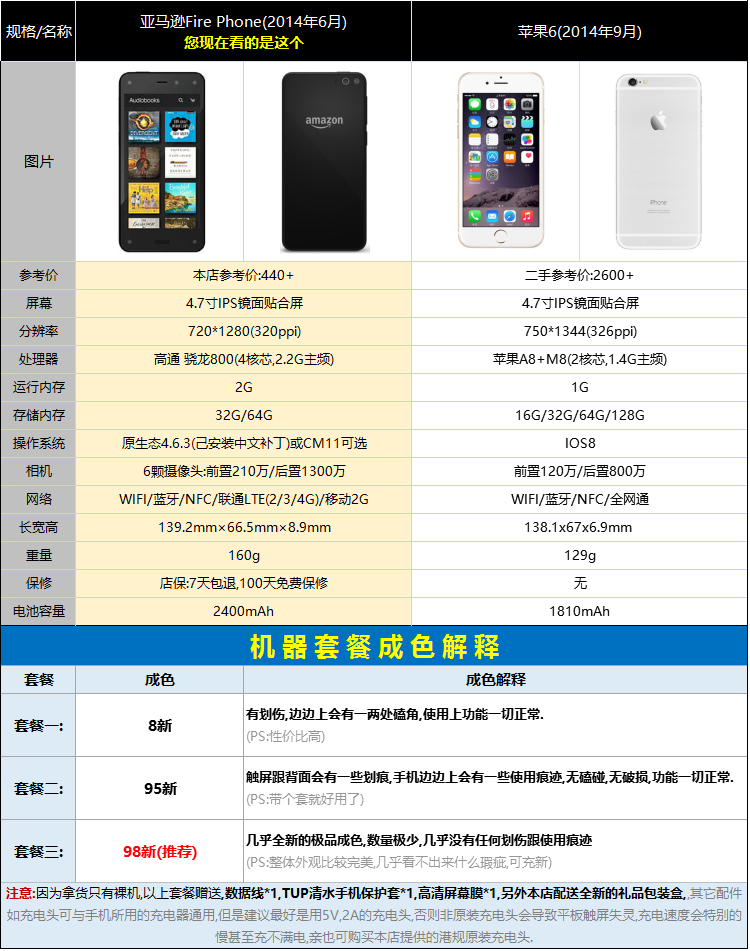 规格/名称 亚马逊Fire Phone(2014年6月) 苹果6(2014年9月)
您现在看的是这个
图片
Audiobooks
DIVERGENT
amazon
iPhone
参考价 本店参考价:440+ 二手参考价:2600+
屏幕 4.7寸IPS镜面贴合屏 4.7寸IPS镜面贴合屏
分辨率 720*1280(320ppi) 750*1344(326ppi)
处理器 高通 骁龙800(4核芯,2.2G主频) 苹果A8+M8(2核芯,1.4G主频)
运行内存 2G 1G
存储内存 32G/64G 16G/32G/64G/128G
操作系统 原生态4.6.3(己安装中文补丁)或CM11可选 IOS8
相机 6颗摄像头:前置210万/后置1300万 前置120万/后置800万
网络 WIFI/蓝牙/NFC/联通LTE(2/3/4G)/移动2G WIFI/蓝牙/NFC/全网通
长宽高 139.2mm×66.5mm×8.9mm 138.1x67x6.9mm
重量 160g 129g
保修 店保:7天包退,100天免费保修 无
电池容量 2400mAh 1810mAh
机器套餐成色解释
套餐 成色 成色解释
套餐一: 8新 有划伤,边边上会有一两处磕角,使用上功能一切正常.
(PS:性价比高)
套餐二: 95新 触屏跟背面会有一些划痕,手机边边上会有一些使用痕迹,无磕碰,无破损,功能一切正常.
(PS:带个套就好用了)
套餐三: 98新(推荐) 几乎全新的极品成色,数量极少,几乎没有任何划伤跟使用痕迹
(PS:整体外观比较完美,几乎看不出来什么瑕疵,可充新)
注意:因为拿货只有裸机,以上套餐赠送,数据线*1,TUP清水手机保护套*1,高清屏幕膜*1,另外本店配送全新的礼品包装盒,,其它配件
如充电头可与手机所用的充电器通用,但是建议最好是用5V,2A的充电头,否则非原装充电头会导致平板触屏失灵,充电速度会特别的
慢甚至充不满电,亲也可购买本店提供的港规原装充电头.